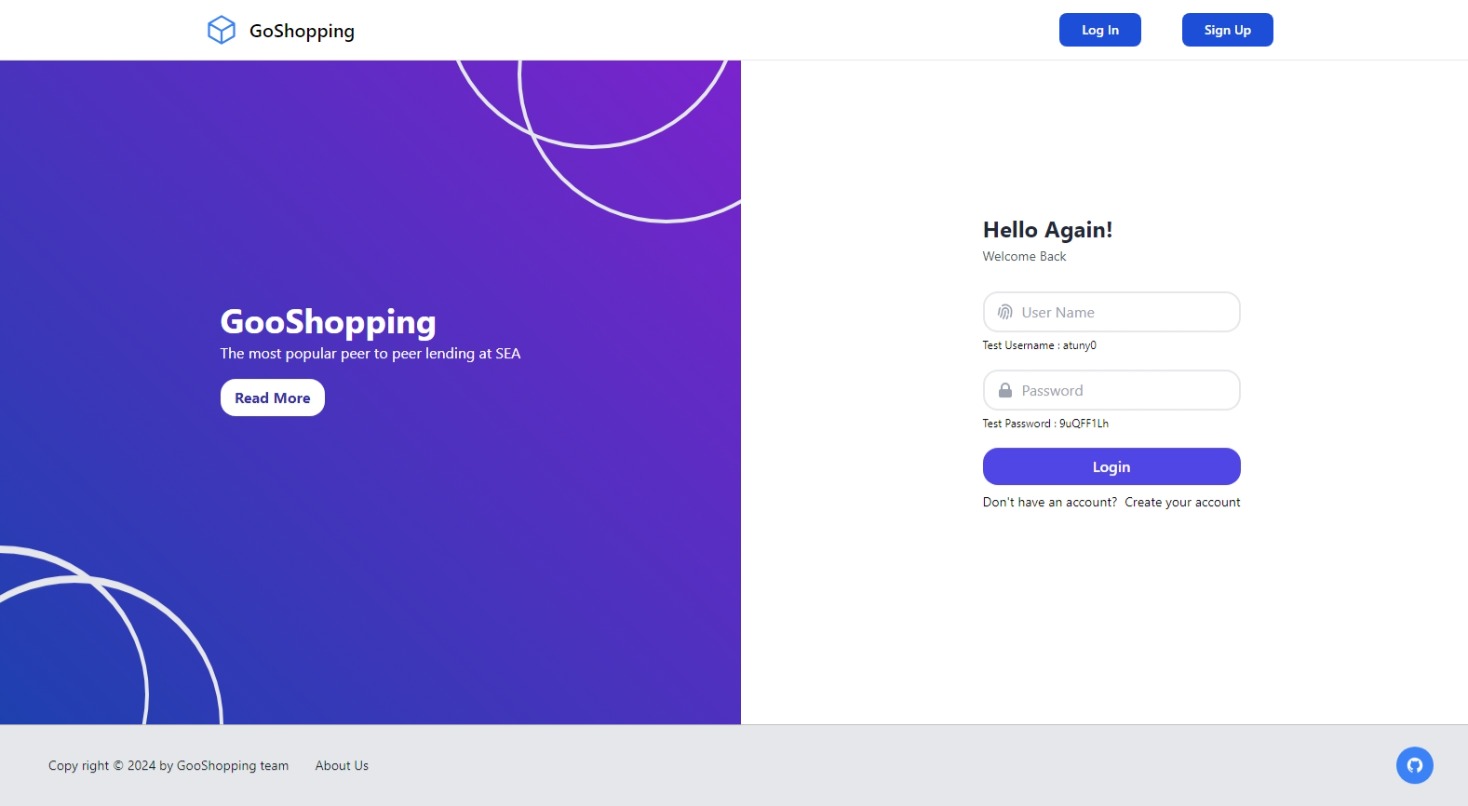 GoShopping
Log In
Sign Up
GooShopping
The most popular peer to peer lending at SEA
Read More
Hello Again!
Welcome Back
User Name
Test Username : atuny0
Password
Test Password : 9uQFF1Lh
Login
Don't have an account? Create your account
Copy right © 2024 by GooShopping team
About Us